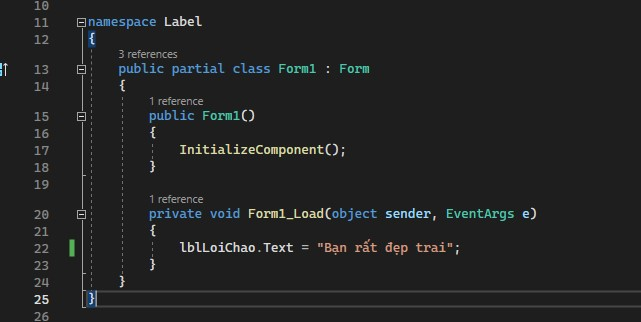 10
11 namespace Label
12 {
3 references
13 public partial class Form1 : Form
14 {
1 reference
15 public Form1()
16 {
17 InitializeComponent();
18 }
19
1 reference
20 private void Form1_Load(object sender, EventArgs e)
21 {
22 lblLoiChao.Text = "Bạn rất đẹp trai";
23 }
24 }
25 }
26